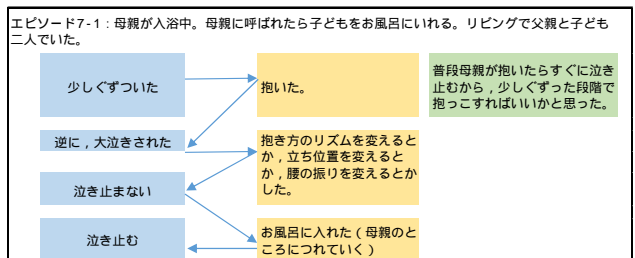 エピソード7-1：母親が入浴中。母親に呼ばれたら子どもをお風呂にいれる。リビングで父親と子ども
二人でいた。
少しぐずついた
抱いた。
普段母親が抱いたらすぐに泣き
止むから，少しぐずった段階で
抱っこすればいいかと思った。
逆に，大泣きされた
抱き方のリズムを変えると
か，立ち位置を変えると
か，腰の振りを変えるとか
した。
泣き止まない
お風呂に入れた（母親のと
ころにつれていく）
泣き止む